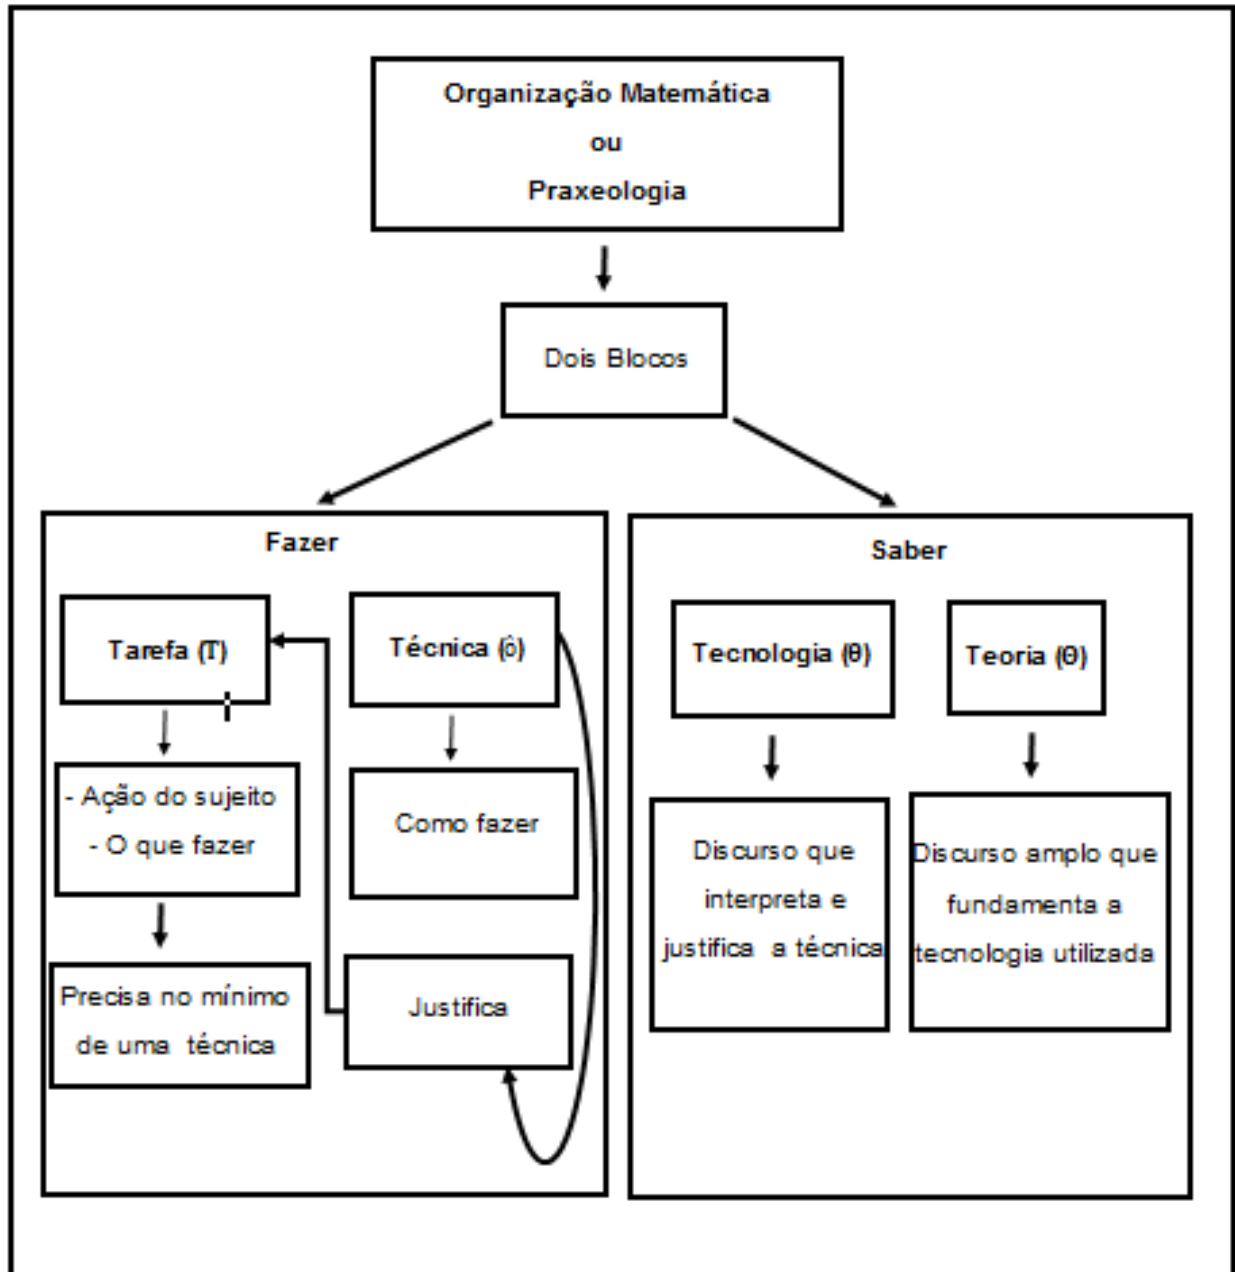 Organização Matemática
ou
Praxeologia
Dois Blocos
Fazer
Tarefa (T)
Técnica (ô)
- Ação do sujeito
- O que fazer
Como fazer
Precisa no mínimo
de uma técnica
Justifica
Saber
Tecnologia (θ)
Teoria (Θ)
Discurso que
interpreta e
justifica a técnica
Discurso amplo que
fundamenta a
tecnologia utilizada